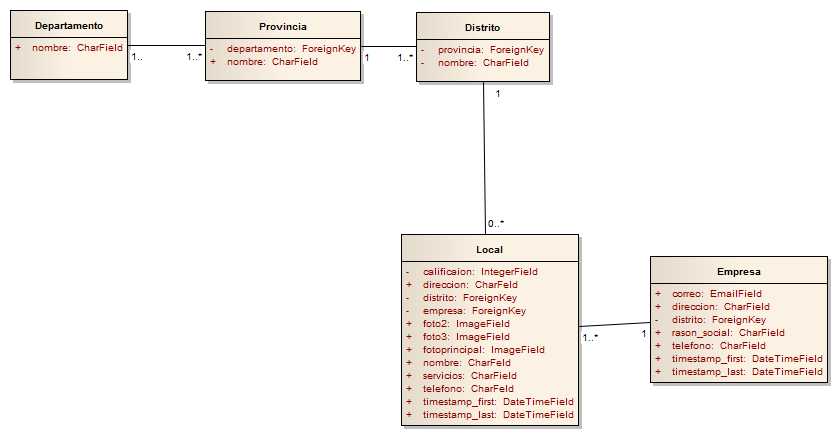 Departamento
+ nombre: CharField
1..
1..*
Provincia
- departamento: ForeignKey
+ nombre: CharField
1
1..*
Distrito
- provincia: ForeignKey
- nombre: CharField
1
0..*
Local
- calificaion: IntegerField
+ direccion: CharFeld
- distrito: ForeignKey
- empresa: ForeignKey
+ foto2: ImageField
+ foto3: ImageField
+ fotoprincipal: ImageField
+ nombre: CharFeld
+ servicios: CharField
+ telefono: CharFeld
+ timestamp_first: DateTimeField
+ timestamp_last: DateTimeField
1..*
1
Empresa
+ correo: EmailField
+ direccion: CharField
- distrito: ForeignKey
+ rason_social: CharField
+ telefono: CharField
+ timestamp_first: DateTimeField
+ timestamp_last: DateTimeField